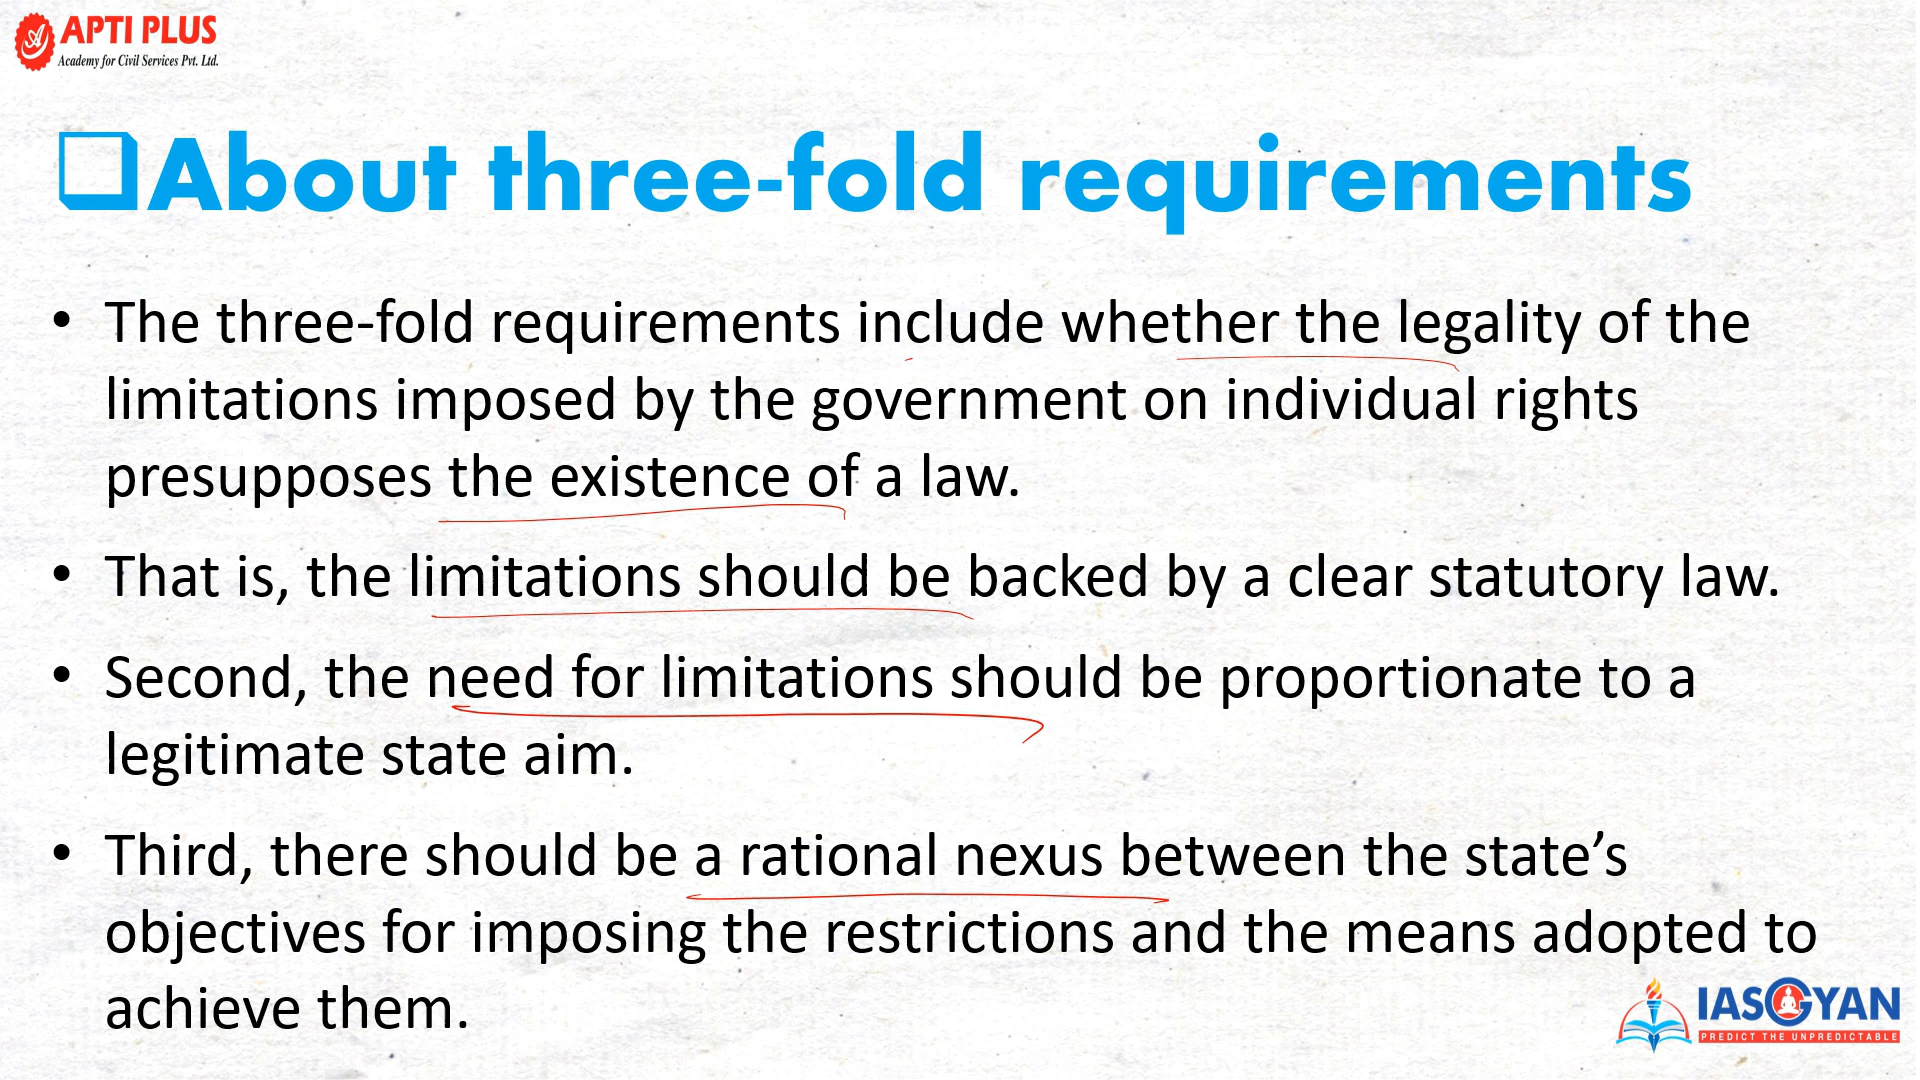 APTI PLUS
Academy for Civil Services Pvt. Ltd.
❑About three-fold requirements
• The three-fold requirements include whether the legality of the
limitations imposed by the government on individual rights
presupposes the existence of a law.
• That is, the limitations should be backed by a clear statutory law.
• Second, the need for limitations should be proportionate to a
legitimate state aim.
• Third, there should be a rational nexus between the state’s
objectives for imposing the restrictions and the means adopted to
achieve them.
IASGYAN
PREDICT THE UNPREDICTABLE